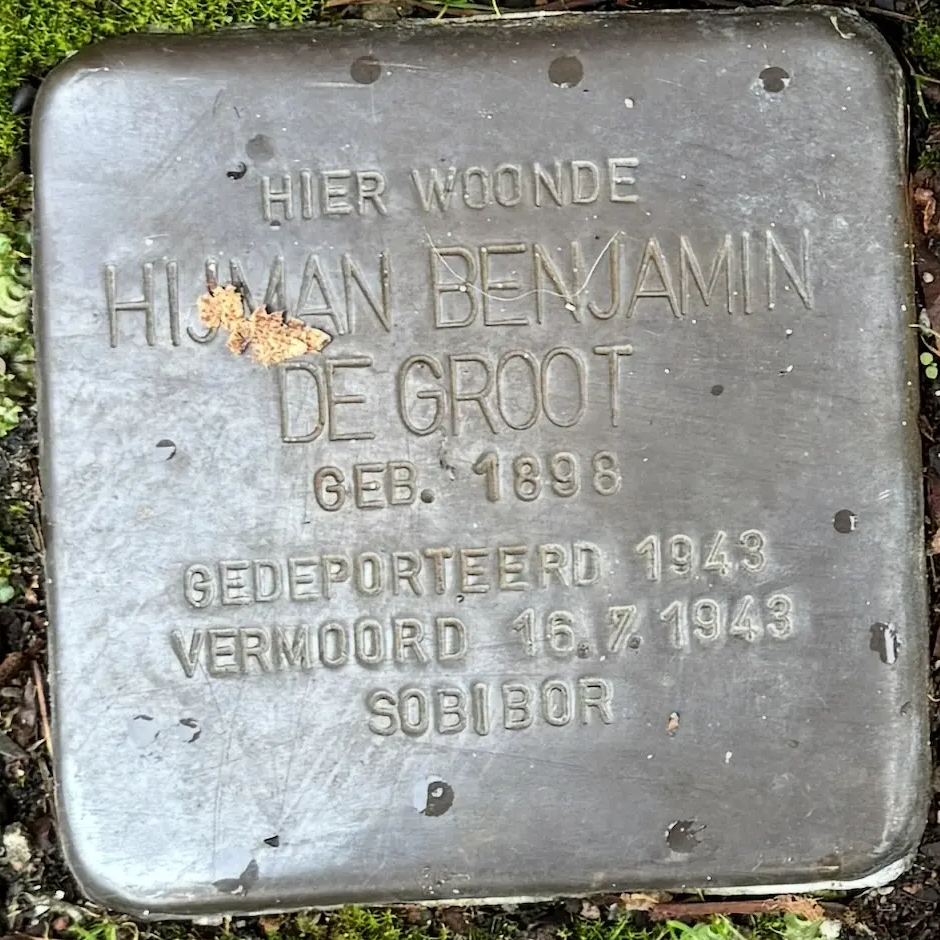 HIER WOONDE
HIJMAN BENJAMIN
DE GROOT
GEB. 1898
GEDEPORTEERD 1943
VERMOORD 16.7.1943
SOBIBOR